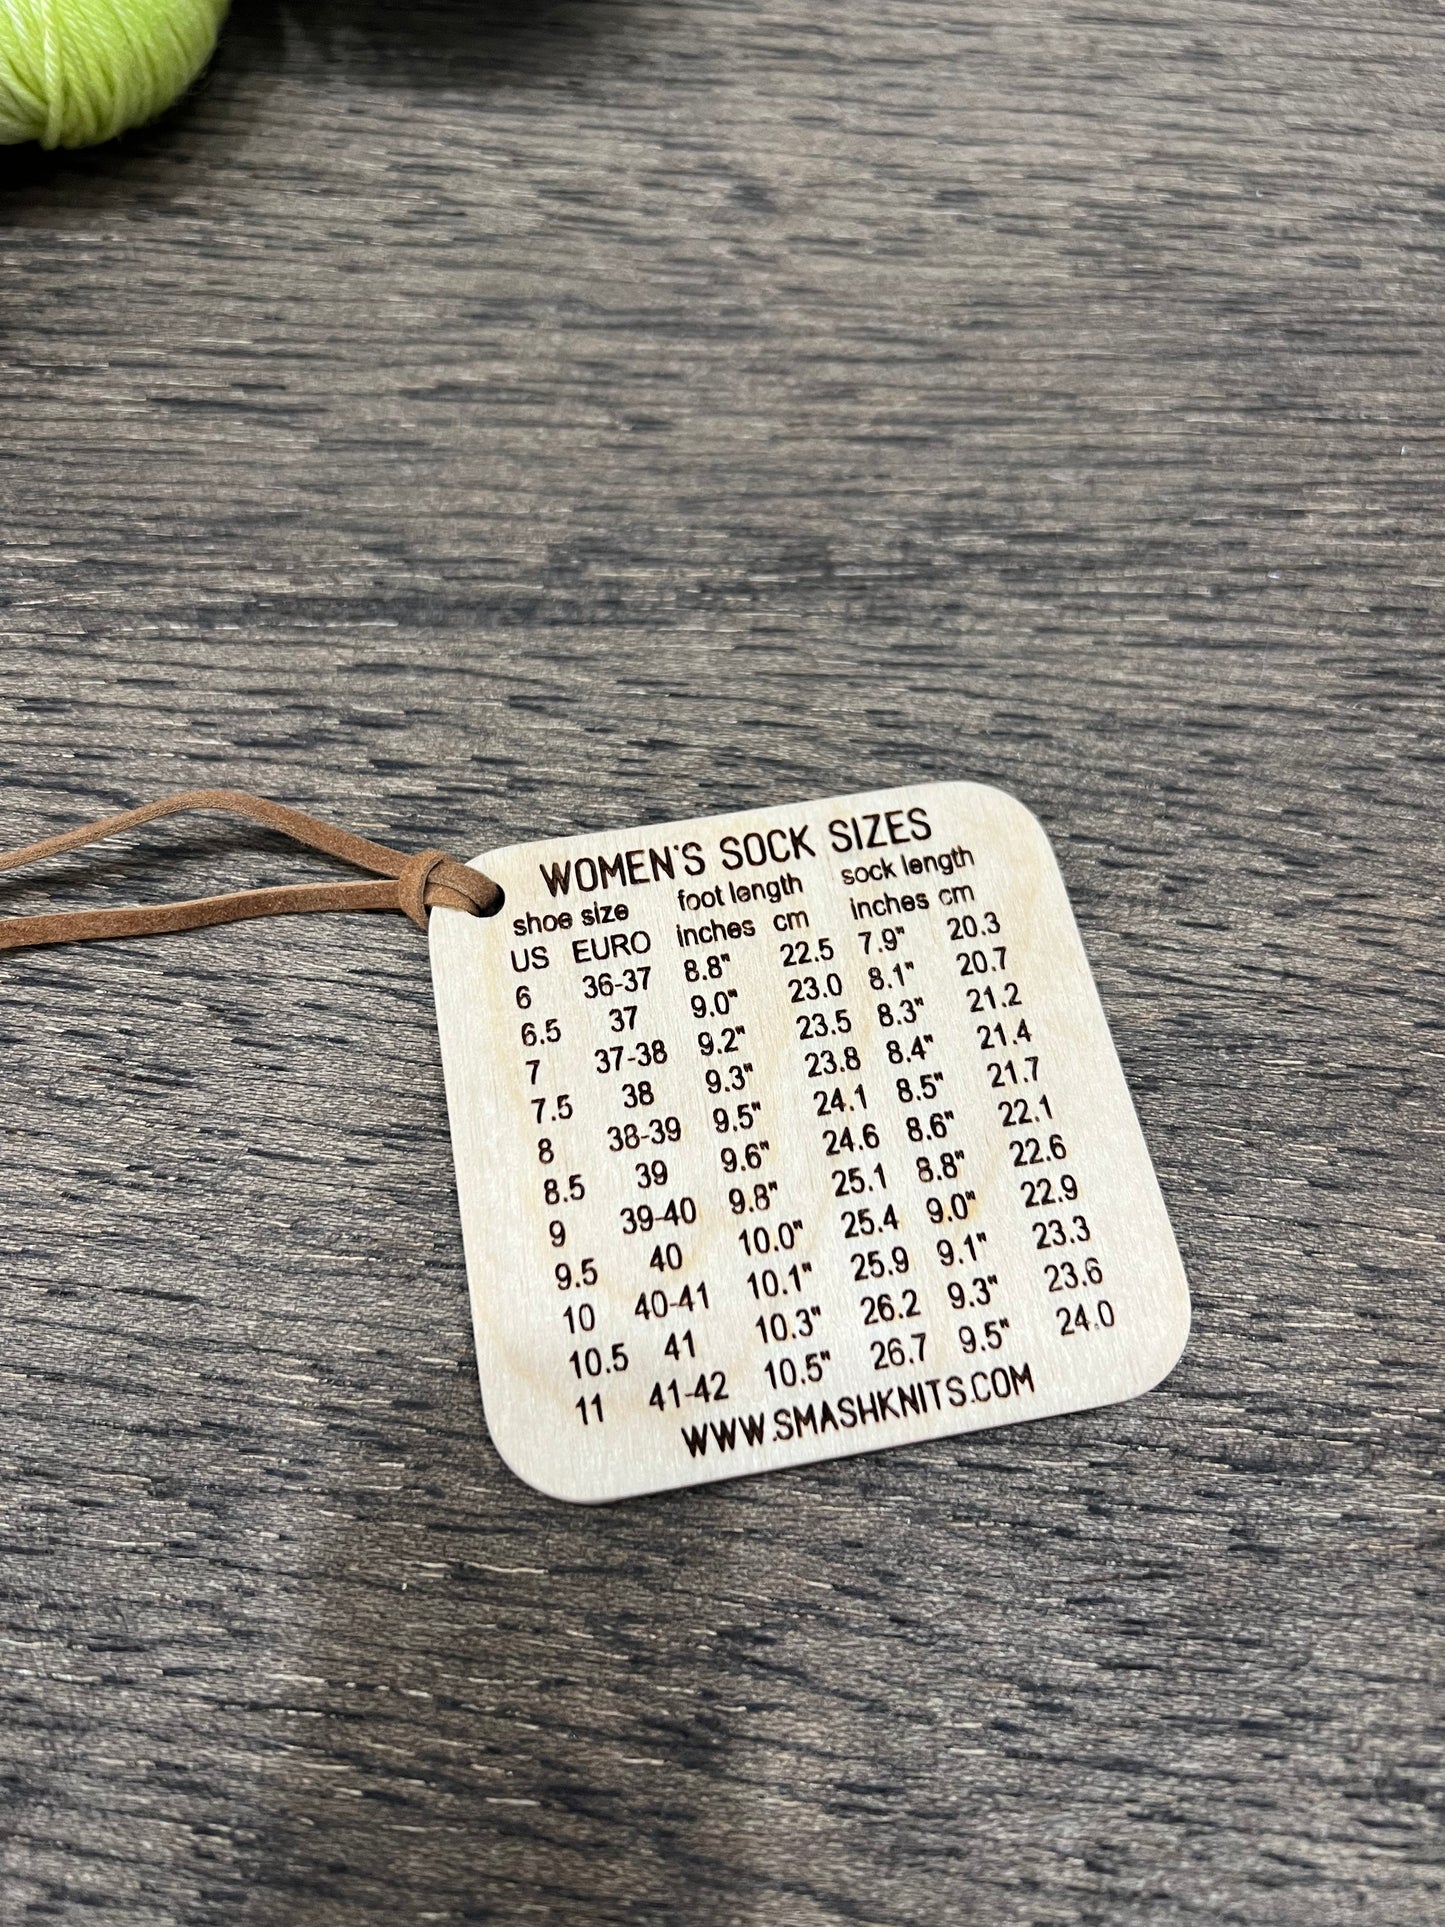 WOMEN'S SOCK SIZES
shoe size foot length sock length
US EURO inches cm inches cm
6 36-37 8.8" 22.5 7.9" 20.3
6.5 37 9.0" 23.0 8.1" 20.7
7 37-38 9.2" 23.5 8.3" 21.2
7.5 38 9.3" 23.8 8.4" 21.4
8 38-39 9.5" 24.1 8.5" 21.7
8.5 39 9.6" 24.6 8.6" 22.1
9 39-40 9.8" 25.1 8.8" 22.6
9.5 40 10.0" 25.4 9.0" 22.9
10 40-41 10.1" 25.9 9.1" 23.3
10.5 41 10.3" 26.2 9.3" 23.6
11 41-42 10.5" 26.7 9.5" 24.0
WWW.SMASHKNITS.COM